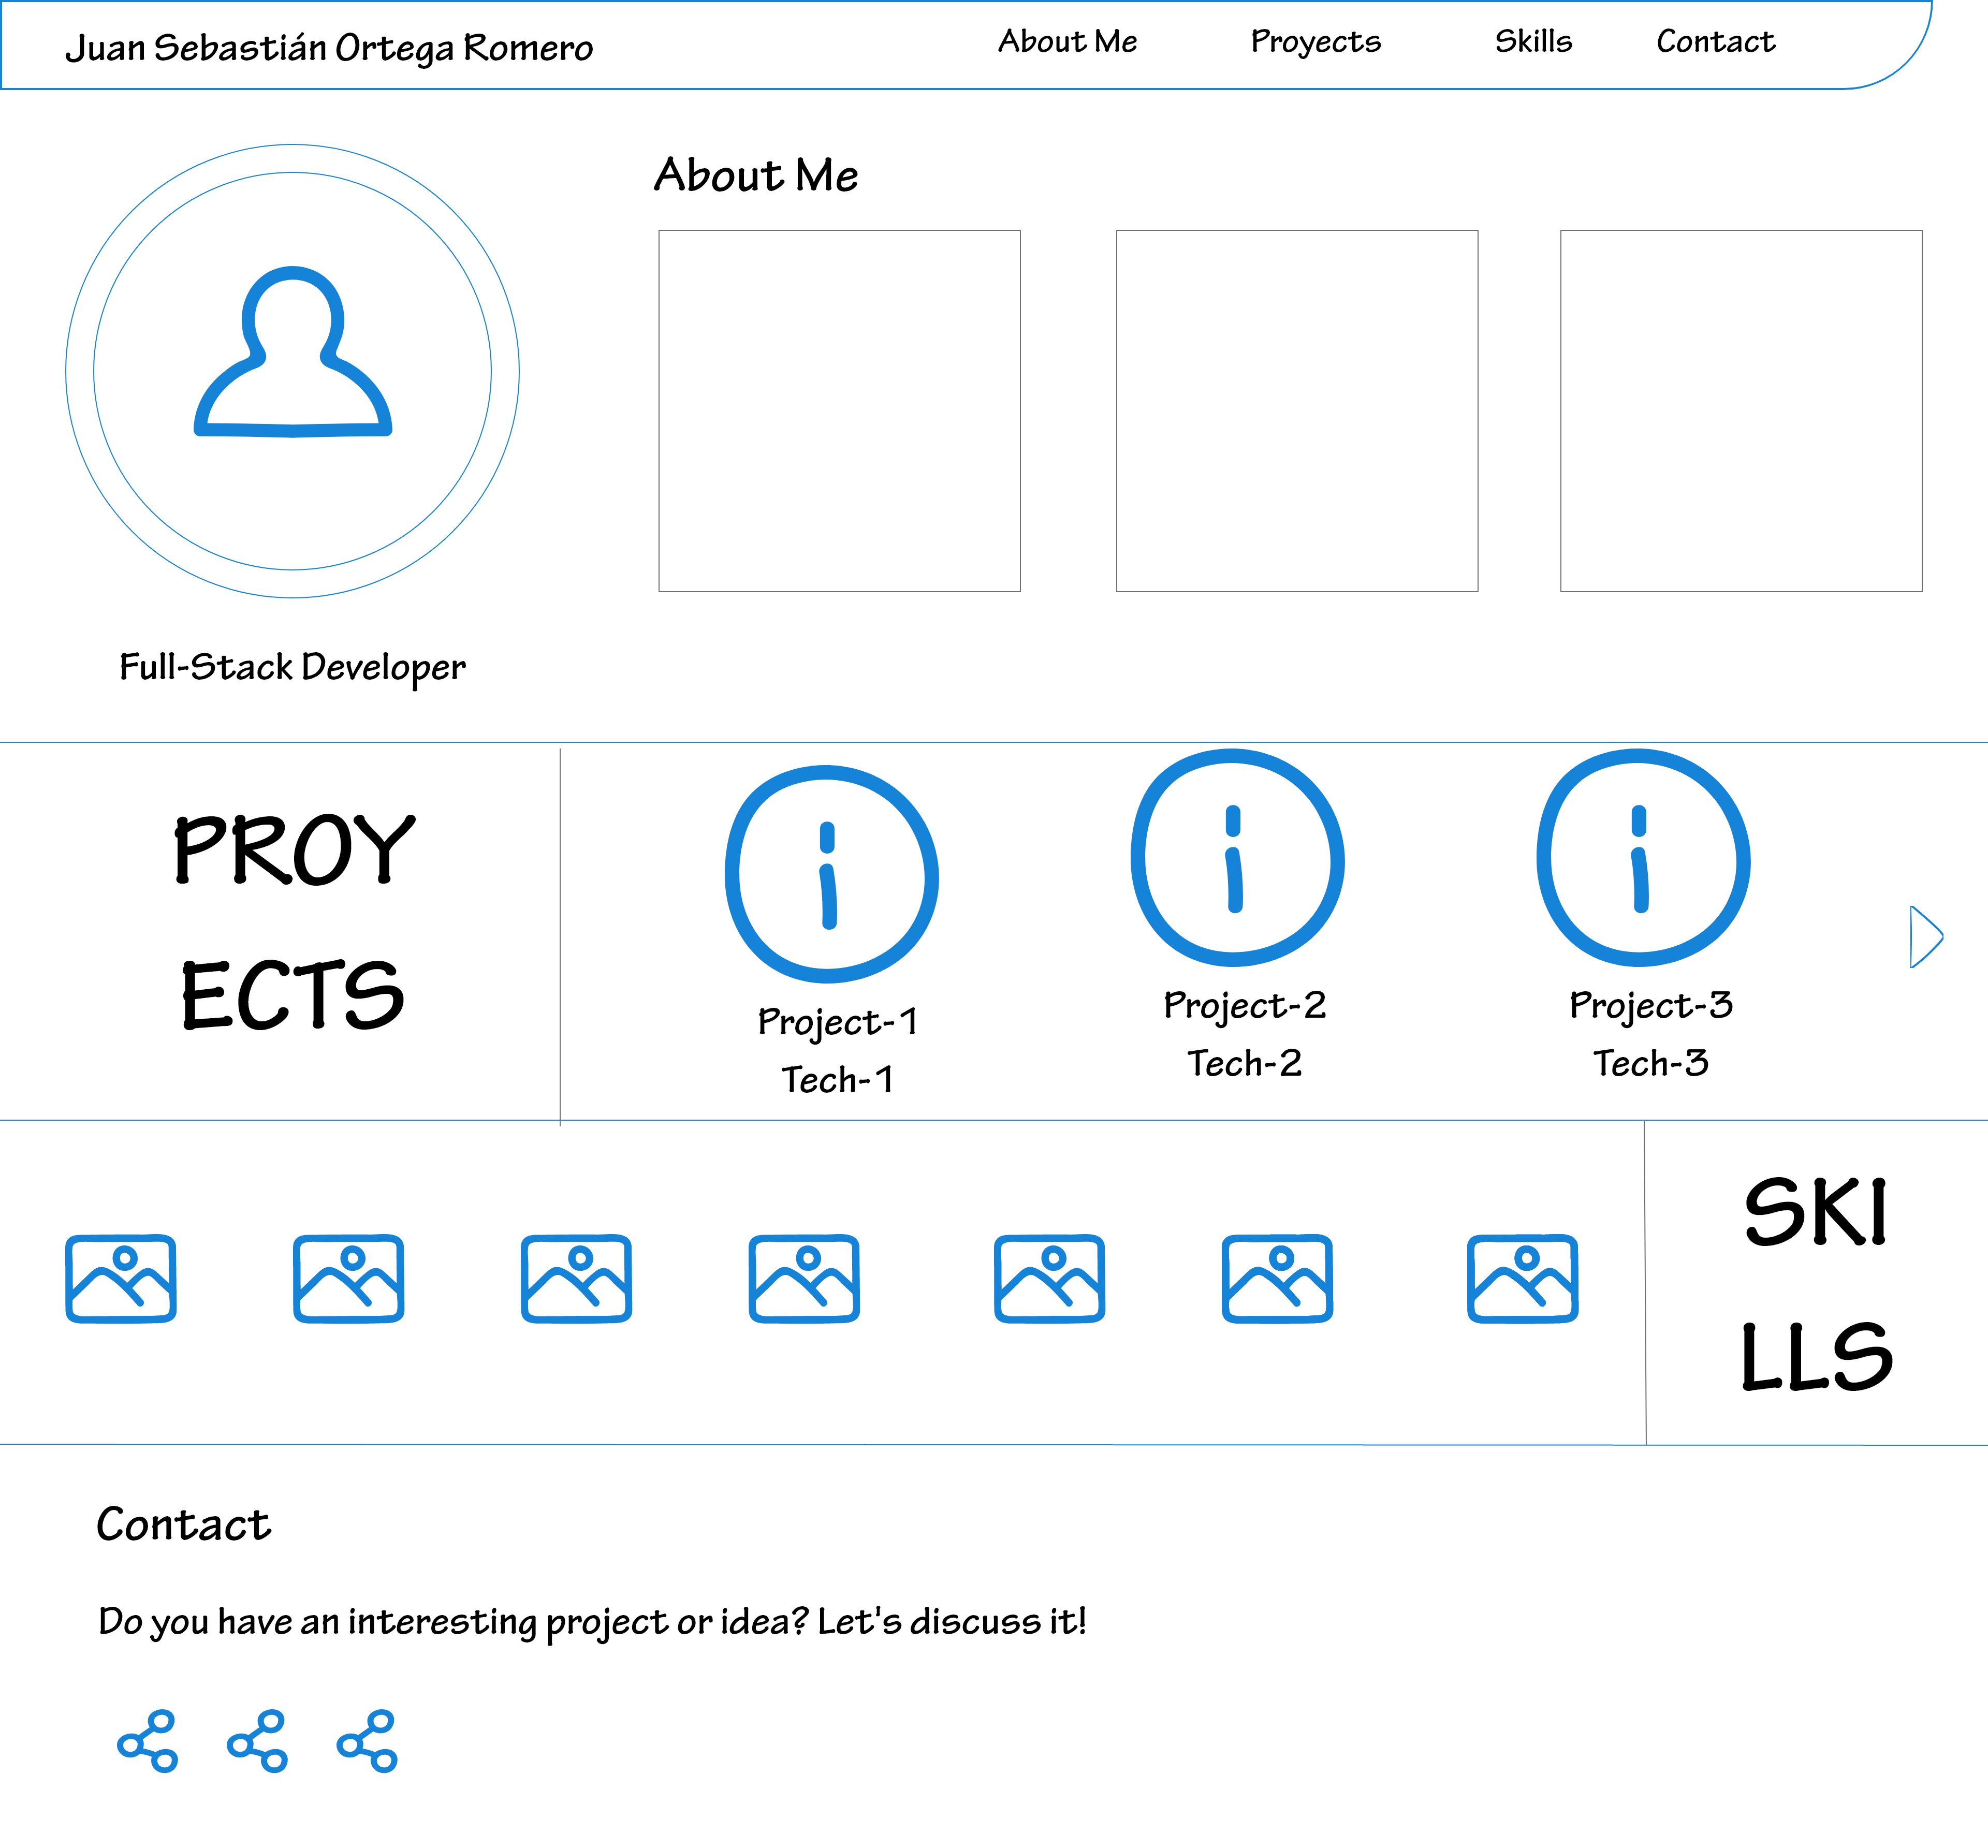 Juan Sebastián Ortega Romero
About Me
Proyects
Skills
Contact
About Me
Full-Stack Developer
PROY
ECTS
Project-1
Tech-1
Project-2
Tech-2
Project-3
Tech-3
SKI
LLS
Contact
Do you have an interesting project or idea? Let's discuss it!